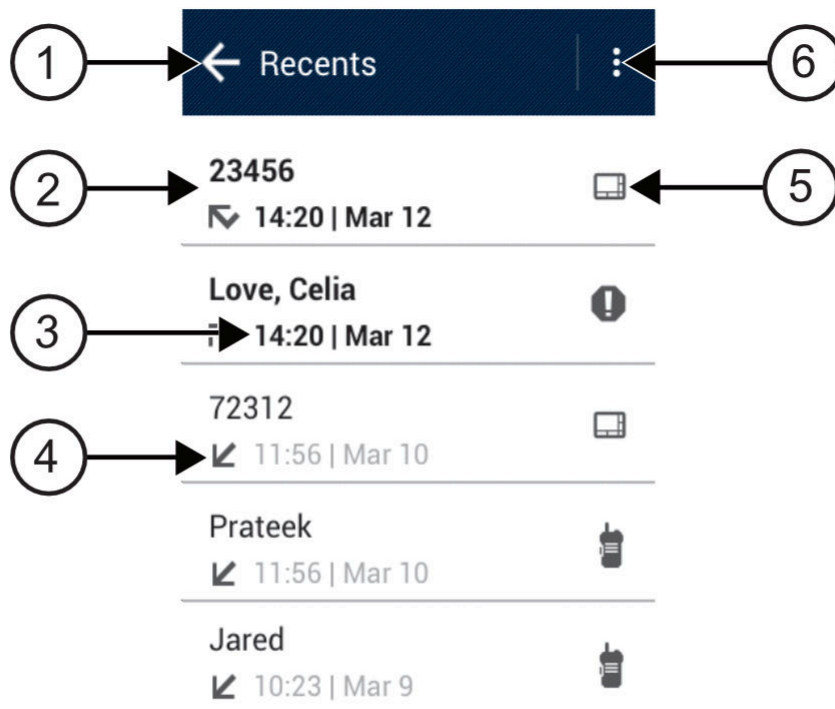 1
Recents
6
2
23456
5
14:20 | Mar 12
Love, Celia
3
14:20 | Mar 12
72312
4
11:56 | Mar 10
Prateek
11:56 | Mar 10
Jared
10:23 | Mar 9